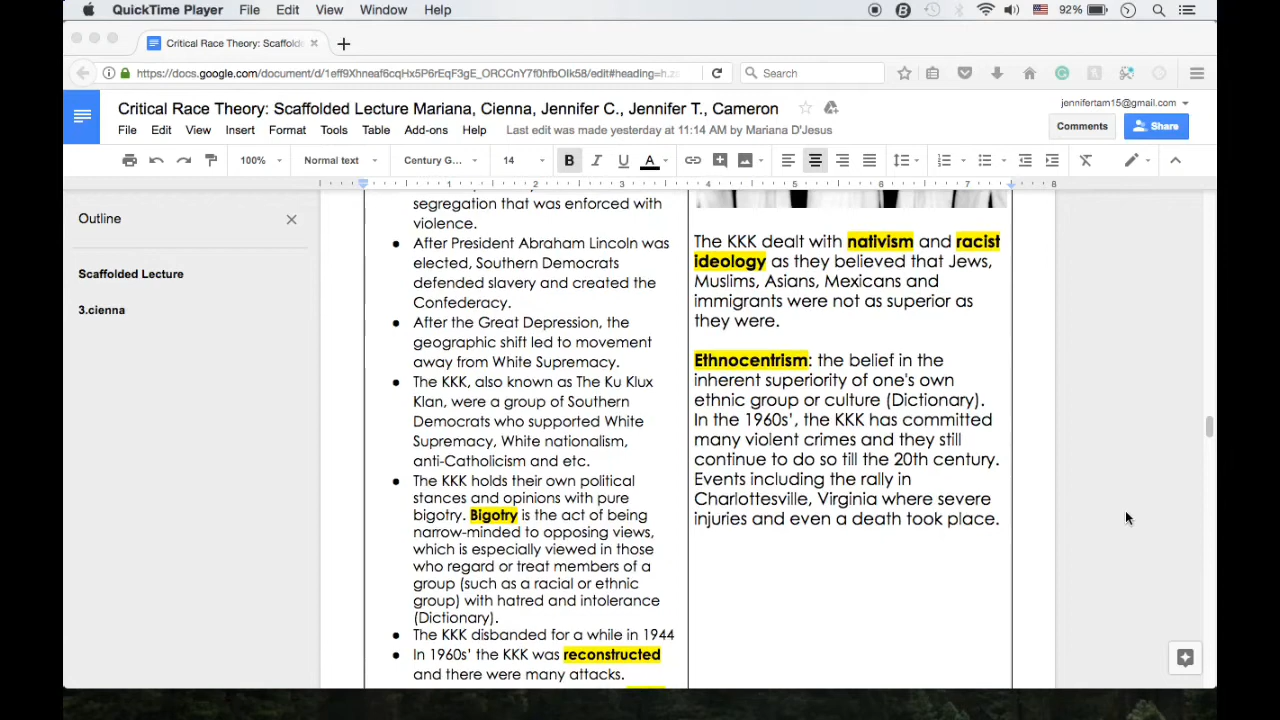 QuickTime Player File Edit View Window Help 92%
Critical Race Theory: Scaffolde
https://docs.google.com/document/d/1eff9Xhneaf6cqHx5P6rEqF3gE_ORCCnY7f0hfbOIk58/edit#heading=h.zs Search
Critical Race Theory: Scaffolded Lecture Mariana, Cienna, Jennifer C., Jennifer T., Cameron
jennifertam15@gmail.com
File Edit View Insert Format Tools Table Add-ons Help Last edit was made yesterday at 11:14 AM by Mariana D'Jesus
Comments Share
100% Normal text Century G... 14 B I U A
1 2 3 4 5 6 7 8
Outline
Scaffolded Lecture
3.cienna
segregation that was enforced with
violence.
• After President Abraham Lincoln was
elected, Southern Democrats
defended slavery and created the
Confederacy.
• After the Great Depression, the
geographic shift led to movement
away from White Supremacy.
• The KKK, also known as The Ku Klux
Klan, were a group of Southern
Democrats who supported White
Supremacy, White nationalism,
anti-Catholicism and etc.
• The KKK holds their own political
stances and opinions with pure
bigotry. Bigotry is the act of being
narrow-minded to opposing views,
which is especially viewed in those
who regard or treat members of a
group (such as a racial or ethnic
group) with hatred and intolerance
(Dictionary).
• The KKK disbanded for a while in 1944
• In 1960s’ the KKK was reconstructed
and there were many attacks.
The KKK dealt with nativism and racist
ideology as they believed that Jews,
Muslims, Asians, Mexicans and
immigrants were not as superior as
they were.
Ethnocentrism: the belief in the
inherent superiority of one's own
ethnic group or culture (Dictionary).
In the 1960s’, the KKK has committed
many violent crimes and they still
continue to do so till the 20th century.
Events including the rally in
Charlottesville, Virginia where severe
injuries and even a death took place.